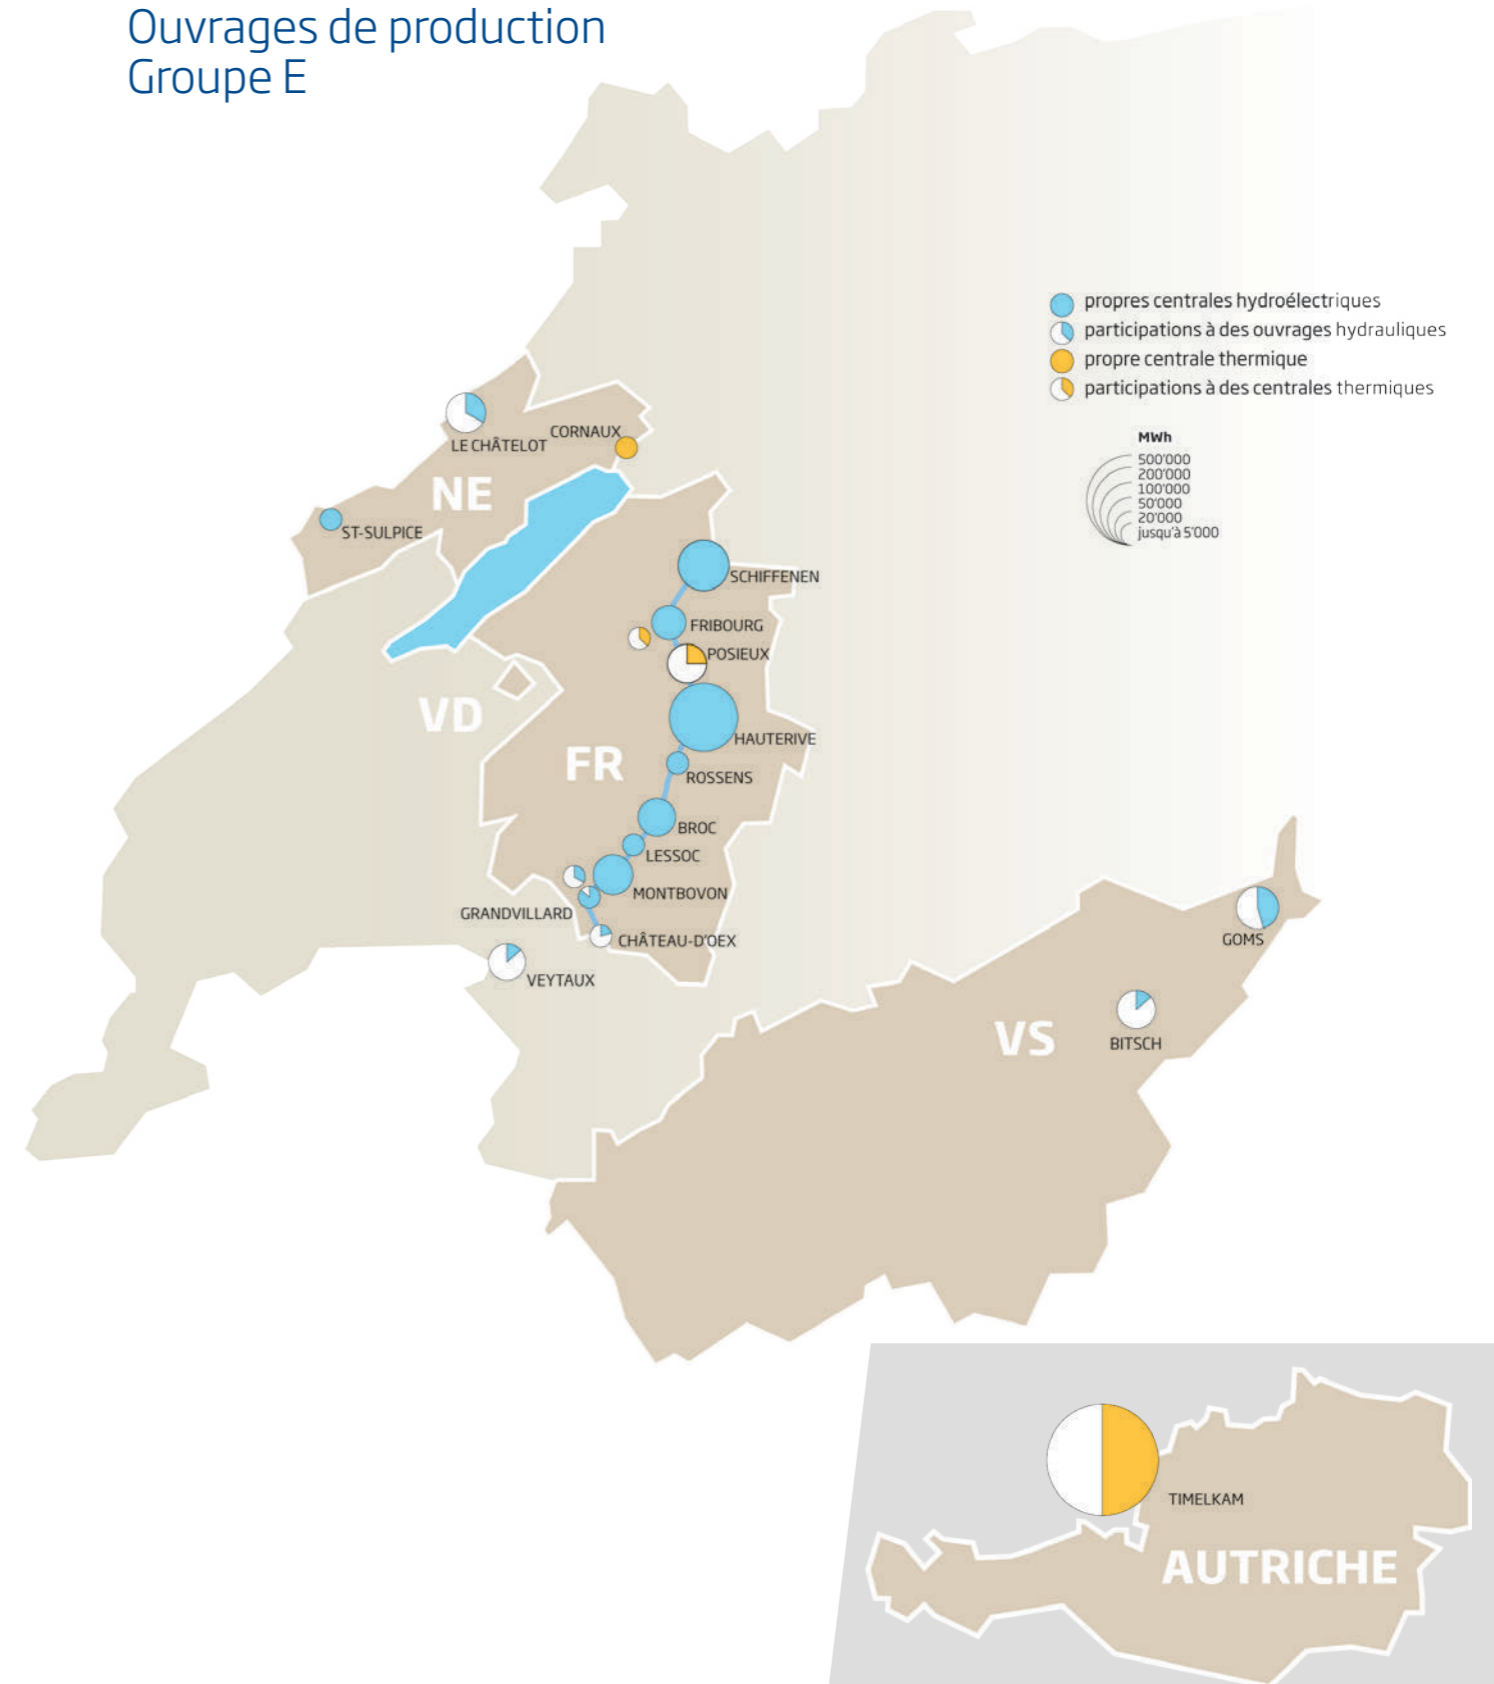 Ouvrages de production
Groupe E
propres centrales hydroélectriques
participations à des ouvrages hydrauliques
propre centrale thermique
participations à des centrales thermiques
MWh
500'000
200'000
100'000
50'000
20'000
jusqu'à 5'000
LE CHÂTELOT
CORNAUX
NE
ST-SULPICE
SCHIFFENEN
FRIBOURG
POSIEUX
VD
FR
HAUTERIVE
ROSSENS
BROC
LESSOC
MONTBOVON
GRANDVILLARD
CHÂTEAU-D'OEX
VEYTAUX
GOMS
VS
BITSCH
TIMELKAM
AUTRICHE